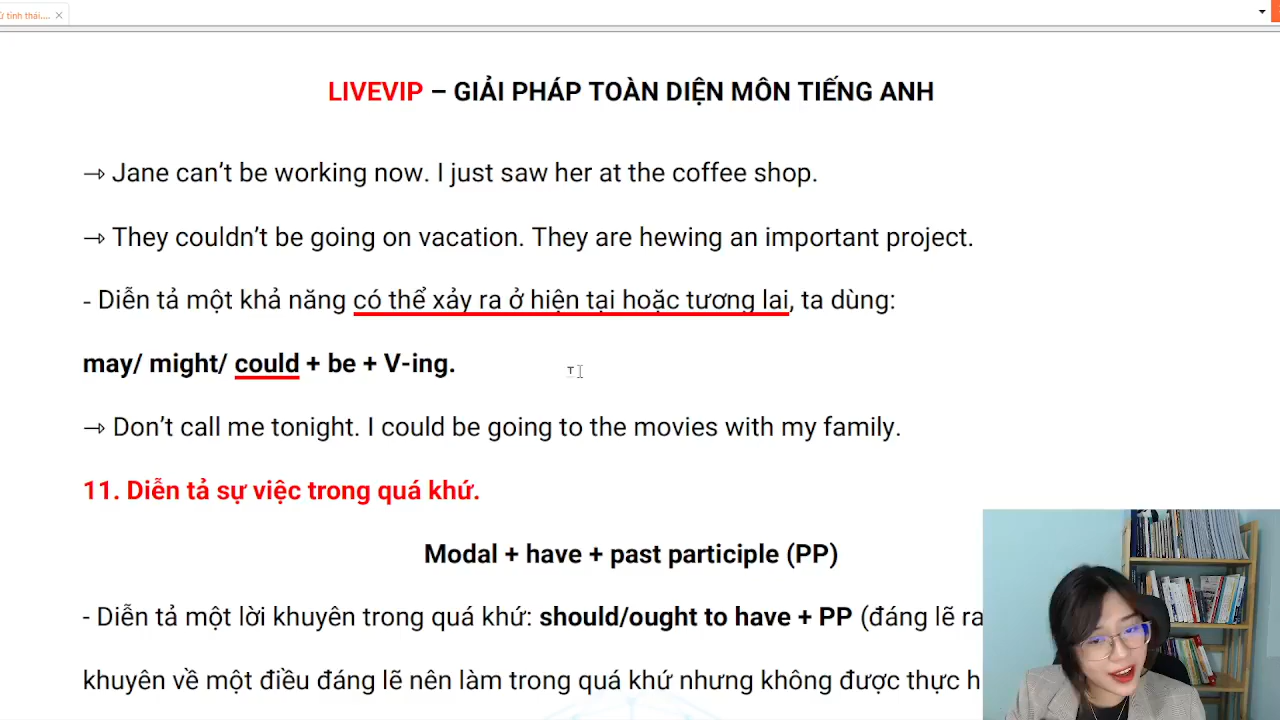 ừ tình thái....
LIVEVIP – GIẢI PHÁP TOÀN DIỆN MÔN TIẾNG ANH
→ Jane can’t be working now. I just saw her at the coffee shop.
→ They couldn’t be going on vacation. They are hewing an important project.
- Diễn tả một khả năng có thể xảy ra ở hiện tại hoặc tương lai, ta dùng:
may/ might/ could + be + V-ing.
→ Don’t call me tonight. I could be going to the movies with my family.
11. Diễn tả sự việc trong quá khứ.
Modal + have + past participle (PP)
- Diễn tả một lời khuyên trong quá khứ: should/ought to have + PP (đáng lẽ ra
khuyên về một điều đáng lẽ nên làm trong quá khứ nhưng không được thực h